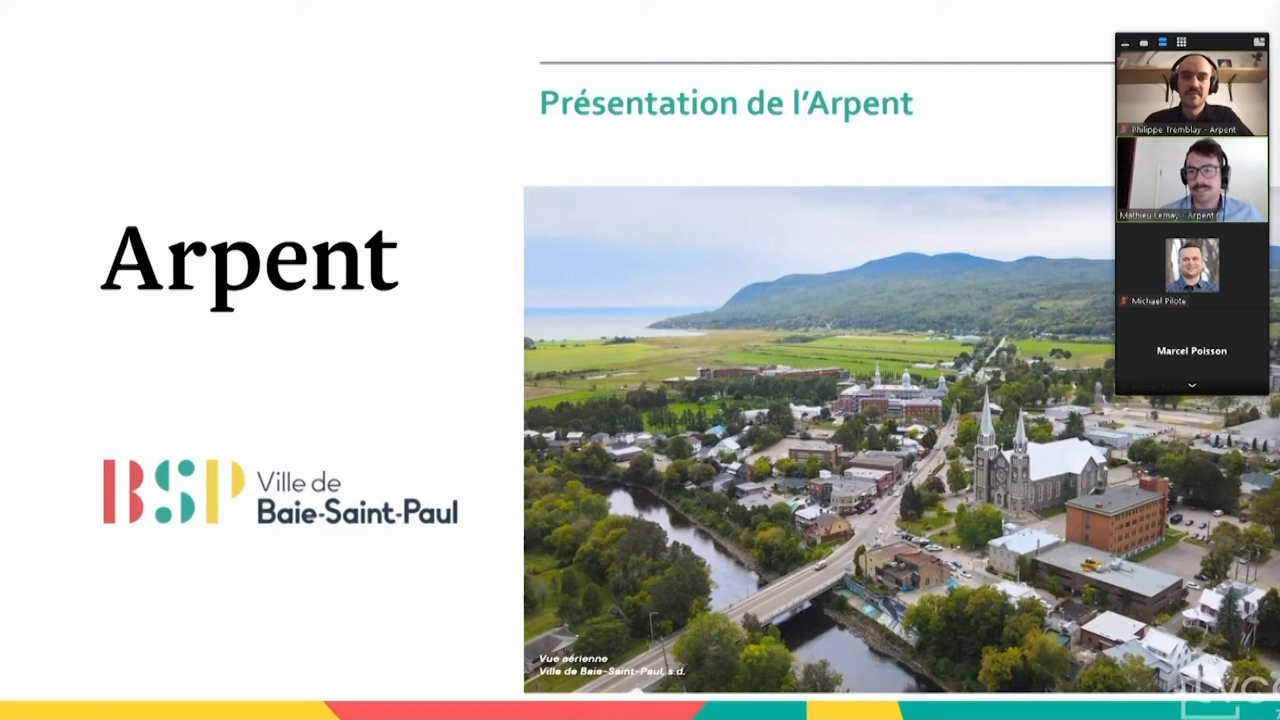 Présentation de l'Arpent
Arpent
BSP Ville de
Baie-Saint-Paul
Vue aérienne
Ville de Baie-Saint-Paul, s.d.
Philippe Tremblay - Arpent
Mathieu Lemay - Arpent
Michael Pilote
Marcel Poisson